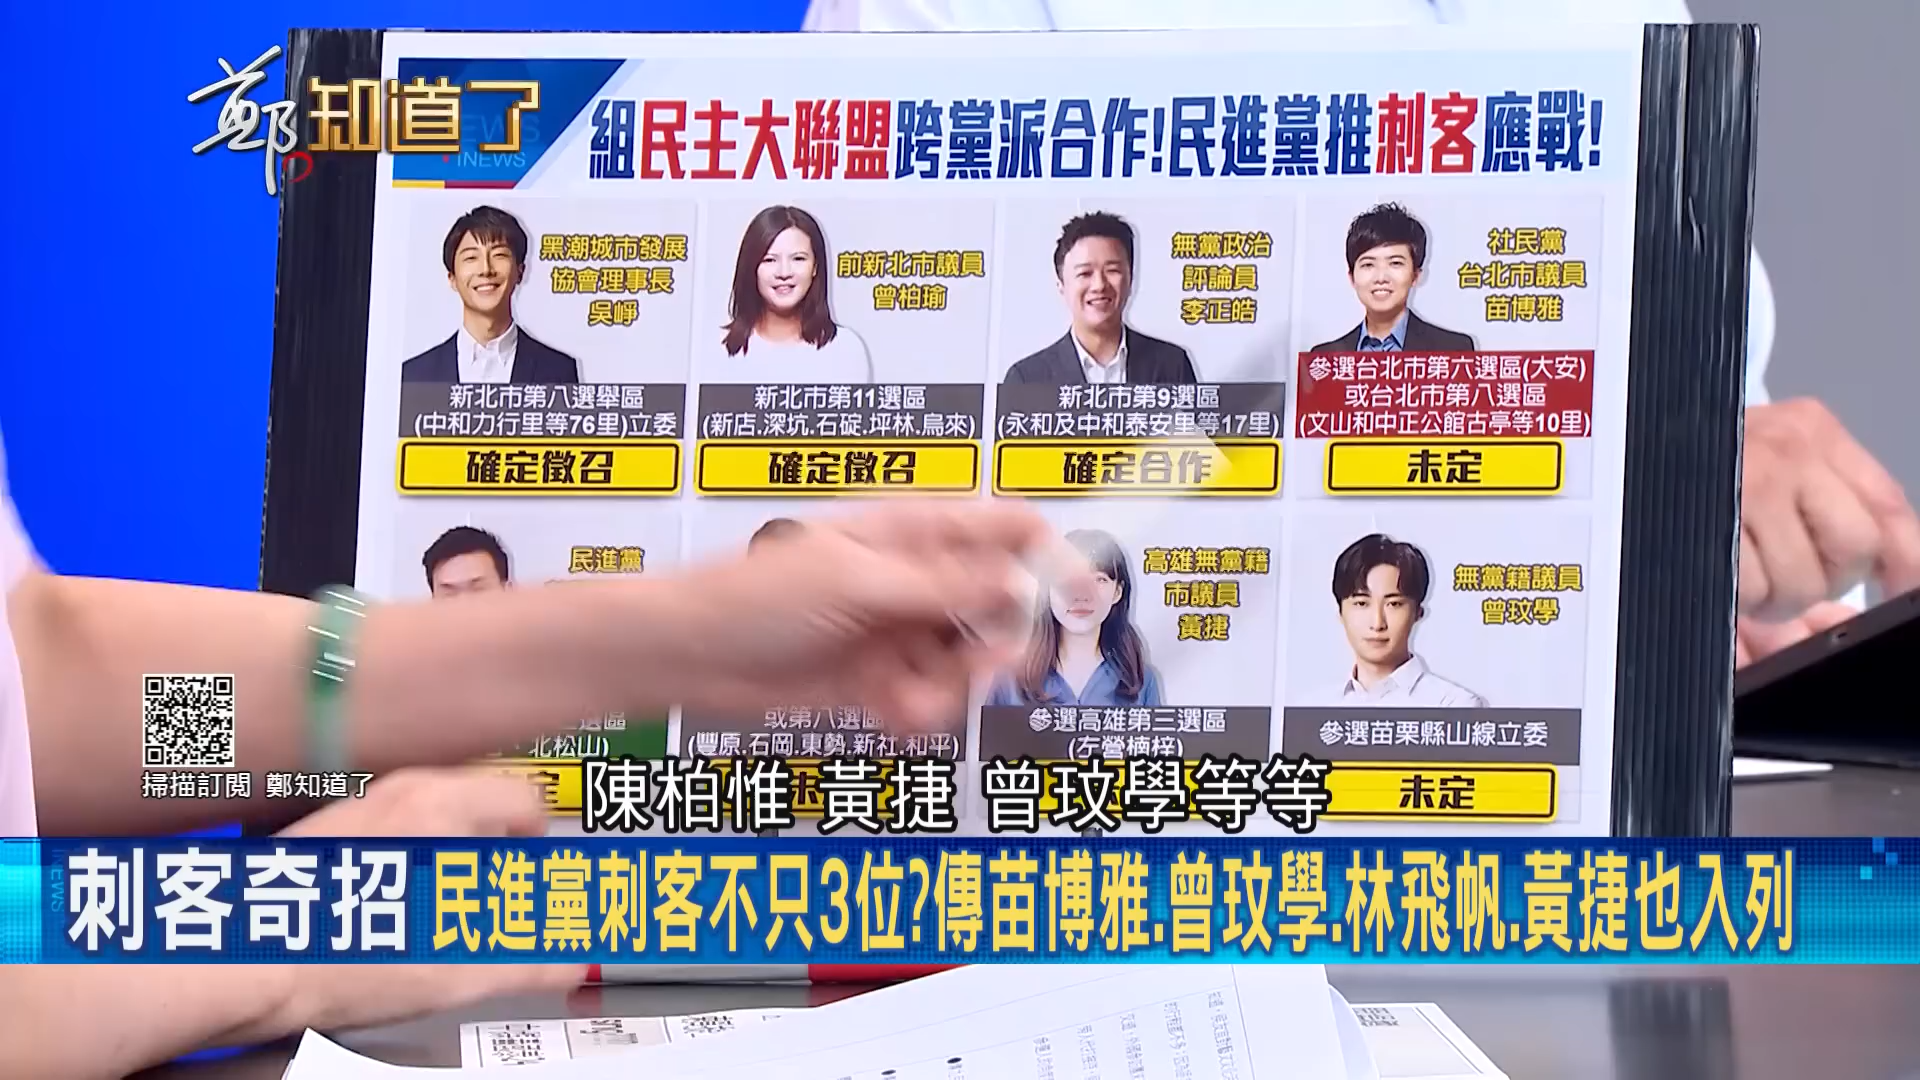 鄭知道了
NEWS
INEWS
組民主大聯盟跨黨派合作!民進黨推刺客應戰!
黑潮城市發展
協會理事長
吳崢
新北市第八選舉區
(中和力行里等76里)立委
確定徵召
前新北市議員
曾柏瑜
新北市第11選區
(新店.深坑.石碇.坪林.烏來)
確定徵召
無黨政治
評論員
李正皓
新北市第9選區
(永和及中和泰安里等17里)
確定合作
社民黨
台北市議員
苗博雅
參選台北市第六選區(大安)
或台北市第八選區
(文山和中正公館古亭等10里)
未定
民進黨
選區
北松山)
定
或第八選區
(豐原.石岡.東勢.新社.和平)
未
高雄無黨籍
市議員
黃捷
參選高雄第三選區
(左營楠梓)
無黨籍議員
曾玟學
參選苗栗縣山線立委
未定
掃描訂閱 鄭知道了
陳柏惟 黃捷 曾玟學等等
刺客奇招 民進黨刺客不只3位?傳苗博雅.曾玟學.林飛帆.黃捷也入列